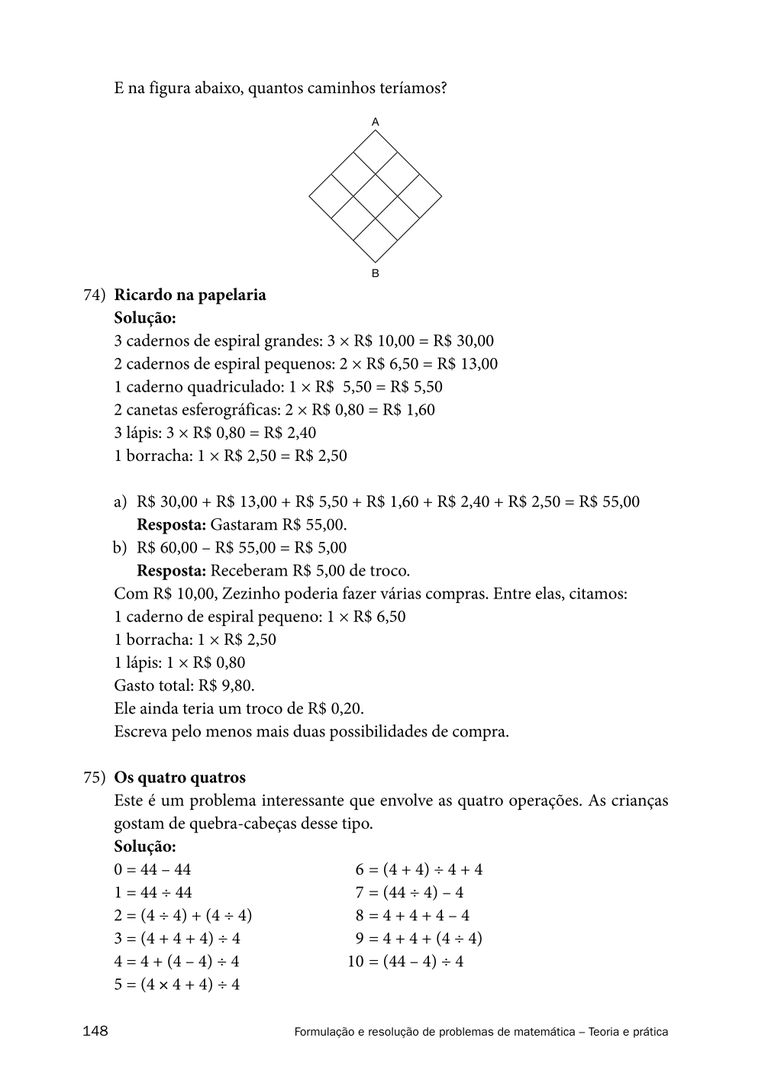 E na figura abaixo, quantos caminhos teríamos?
A
B
74) Ricardo na papelaria
Solução:
3 cadernos de espiral grandes: 3 × R$ 10,00 = R$ 30,00
2 cadernos de espiral pequenos: 2 × R$ 6,50 = R$ 13,00
1 caderno quadriculado: 1 × R$ 5,50 = R$ 5,50
2 canetas esferográficas: 2 × R$ 0,80 = R$ 1,60
3 lápis: 3 × R$ 0,80 = R$ 2,40
1 borracha: 1 × R$ 2,50 = R$ 2,50
a) R$ 30,00 + R$ 13,00 + R$ 5,50 + R$ 1,60 + R$ 2,40 + R$ 2,50 = R$ 55,00
Resposta: Gastaram R$ 55,00.
b) R$ 60,00 – R$ 55,00 = R$ 5,00
Resposta: Receberam R$ 5,00 de troco.
Com R$ 10,00, Zezinho poderia fazer várias compras. Entre elas, citamos:
1 caderno de espiral pequeno: 1 × R$ 6,50
1 borracha: 1 × R$ 2,50
1 lápis: 1 × R$ 0,80
Gasto total: R$ 9,80.
Ele ainda teria um troco de R$ 0,20.
Escreva pelo menos mais duas possibilidades de compra.
75) Os quatro quatros
Este é um problema interessante que envolve as quatro operações. As crianças
gostam de quebra-cabeças desse tipo.
Solução:
0 = 44 – 44
1 = 44 ÷ 44
2 = (4 ÷ 4) + (4 ÷ 4)
3 = (4 + 4 + 4) ÷ 4
4 = 4 + (4 – 4) ÷ 4
5 = (4 × 4 + 4) ÷ 4
6 = (4 + 4) ÷ 4 + 4
7 = (44 ÷ 4) – 4
8 = 4 + 4 + 4 – 4
9 = 4 + 4 + (4 ÷ 4)
10 = (44 – 4) ÷ 4
148 Formulação e resolução de problemas de matemática – Teoria e prática